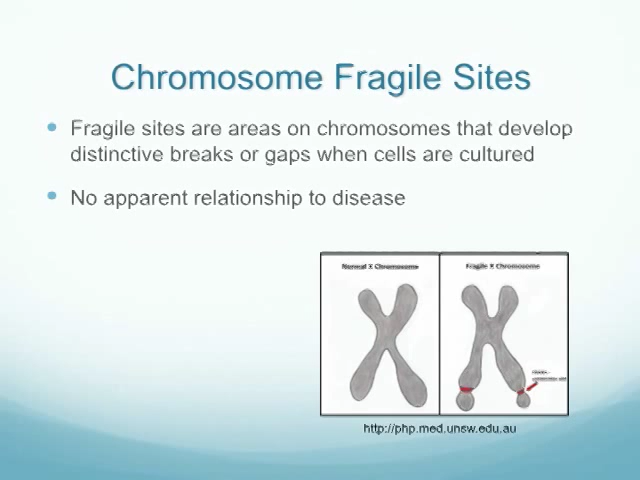 Chromosome Fragile Sites
Fragile sites are areas on chromosomes that develop
distinctive breaks or gaps when cells are cultured
No apparent relationship to disease
Normal X Chromosome
Fragile X Chromosome
http://php.med.unsw.edu.au